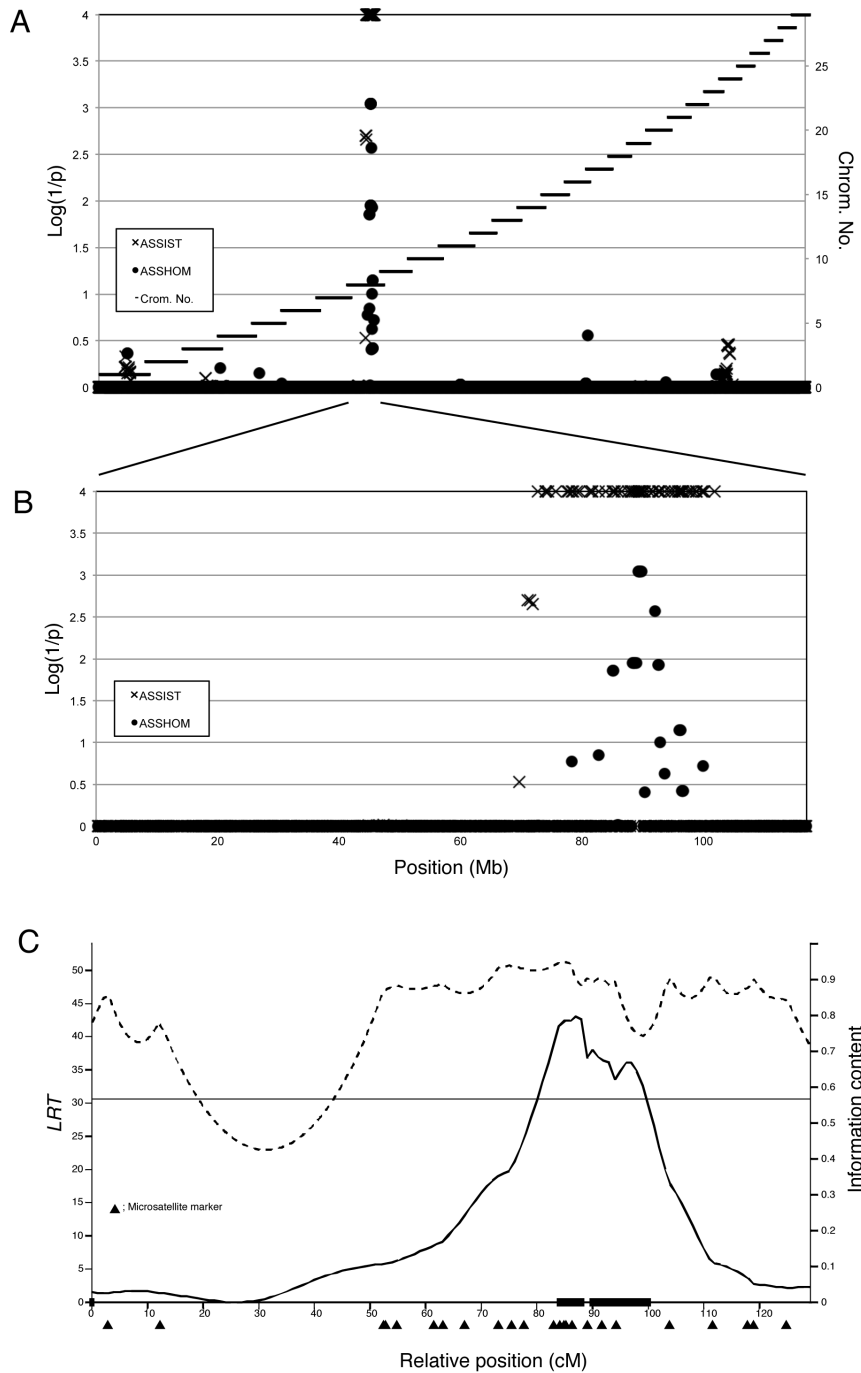 A
4
3.5
3
2.5
2
1.5
1
0.5
0
Log(1/p)
25
20
15
10
5
0
Chrom. No.
ASSIST
ASSHOM
Crom. No.
B
4
3.5
3
2.5
2
1.5
1
0.5
0
Log(1/p)
ASSIST
ASSHOM
0 20 40 60 80 100
Position (Mb)
C
50
45
40
35
30
25
20
15
10
5
0
LRT
0.9
0.8
0.7
0.6
0.5
0.4
0.3
0.2
0.1
0
Information content
; Microsatellite marker
0 10 20 30 40 50 60 70 80 90 100 110 120
Relative position (cM)